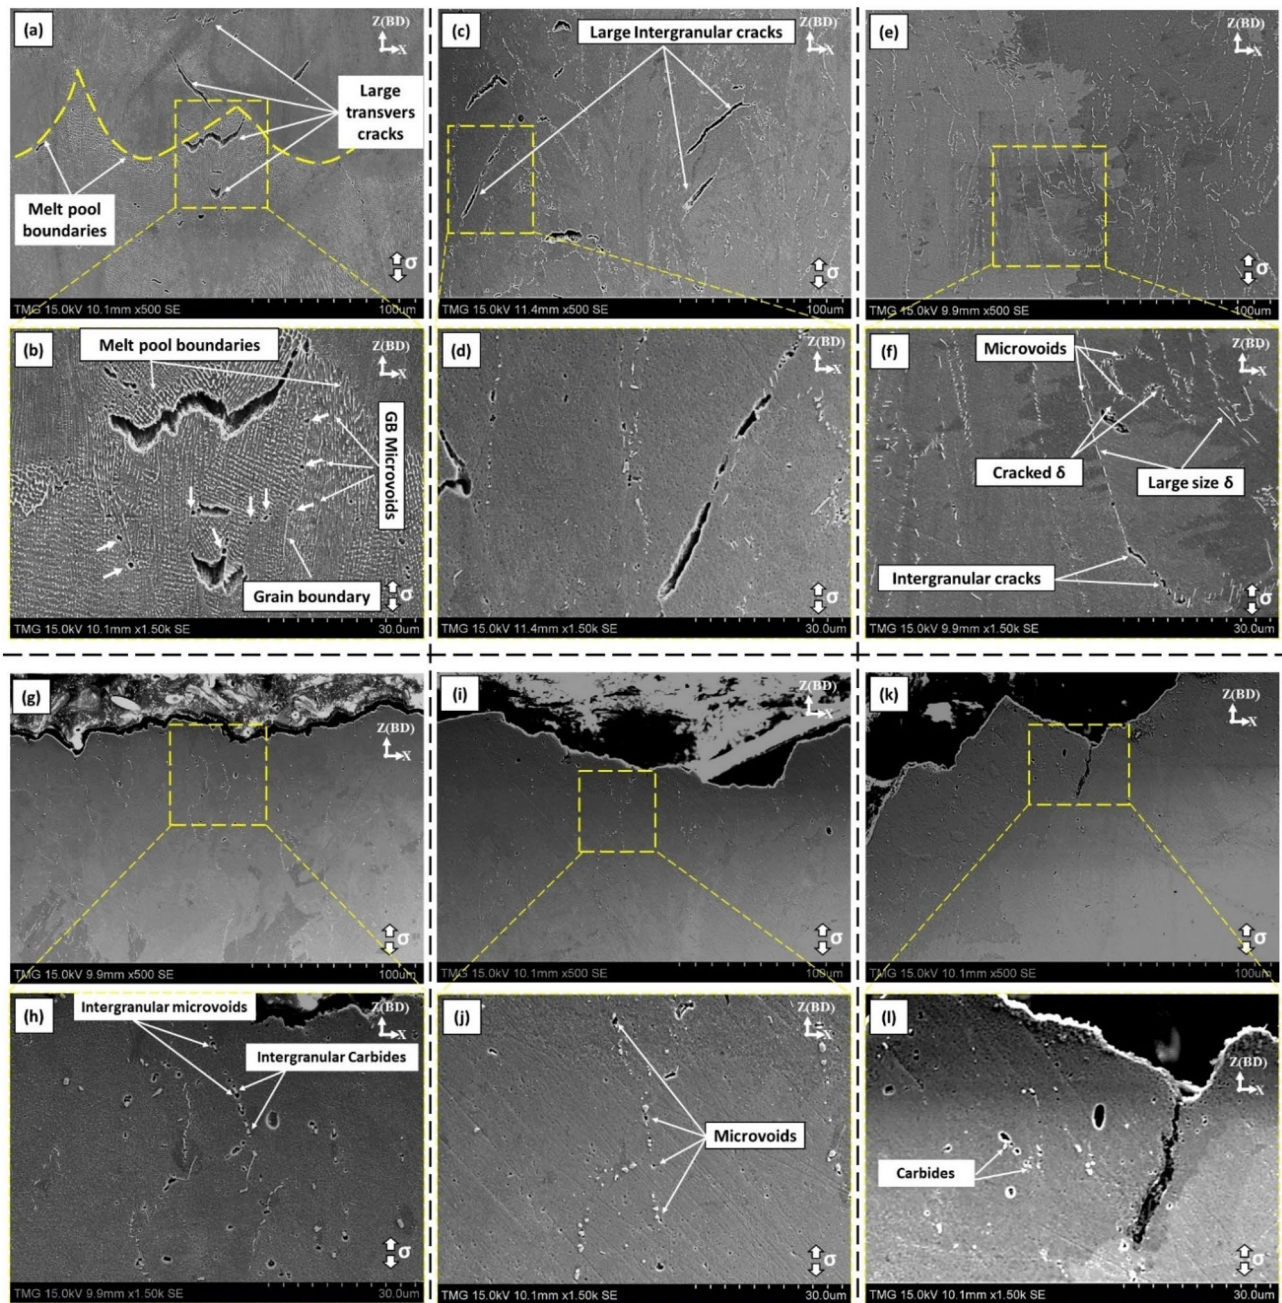 (a)
Z(BD)
X
Large
transvers
cracks
Melt pool
boundaries
σ
TMG 15.0kV 10.1mm x500 SE
100um
(c)
Large Intergranular cracks
Z(BD)
X
σ
TMG 15.0kV 11.4mm x500 SE
100um
(e)
Z(BD)
X
σ
TMG 15.0kV 9.9mm x500 SE
100um
(b)
Melt pool boundaries
Z(BD)
X
GB Microvoids
Grain boundary
σ
TMG 15.0kV 10.1mm x1.50k SE
30.0um
(d)
Z(BD)
X
σ
TMG 15.0kV 11.4mm x1.50k SE
30.0um
(f)
Microvoids
Z(BD)
X
Cracked δ
Large size δ
Intergranular cracks
σ
TMG 15.0kV 9.9mm x1.50k SE
30.0um
(g)
Z(BD)
X
σ
TMG 15.0kV 9.9mm x500 SE
100um
(i)
Z(BD)
X
σ
TMG 15.0kV 10.1mm x500 SE
100um
(k)
Z(BD)
X
σ
TMG 15.0kV 10.1mm x500 SE
100um
(h)
Intergranular microvoids
Z(BD)
X
Intergranular Carbides
σ
TMG 15.0kV 9.9mm x1.50k SE
30.0um
(j)
Z(BD)
X
Microvoids
σ
TMG 15.0kV 10.1mm x1.50k SE
30.0um
(l)
Z(BD)
X
Carbides
σ
TMG 15.0kV 10.1mm x1.50k SE
30.0um